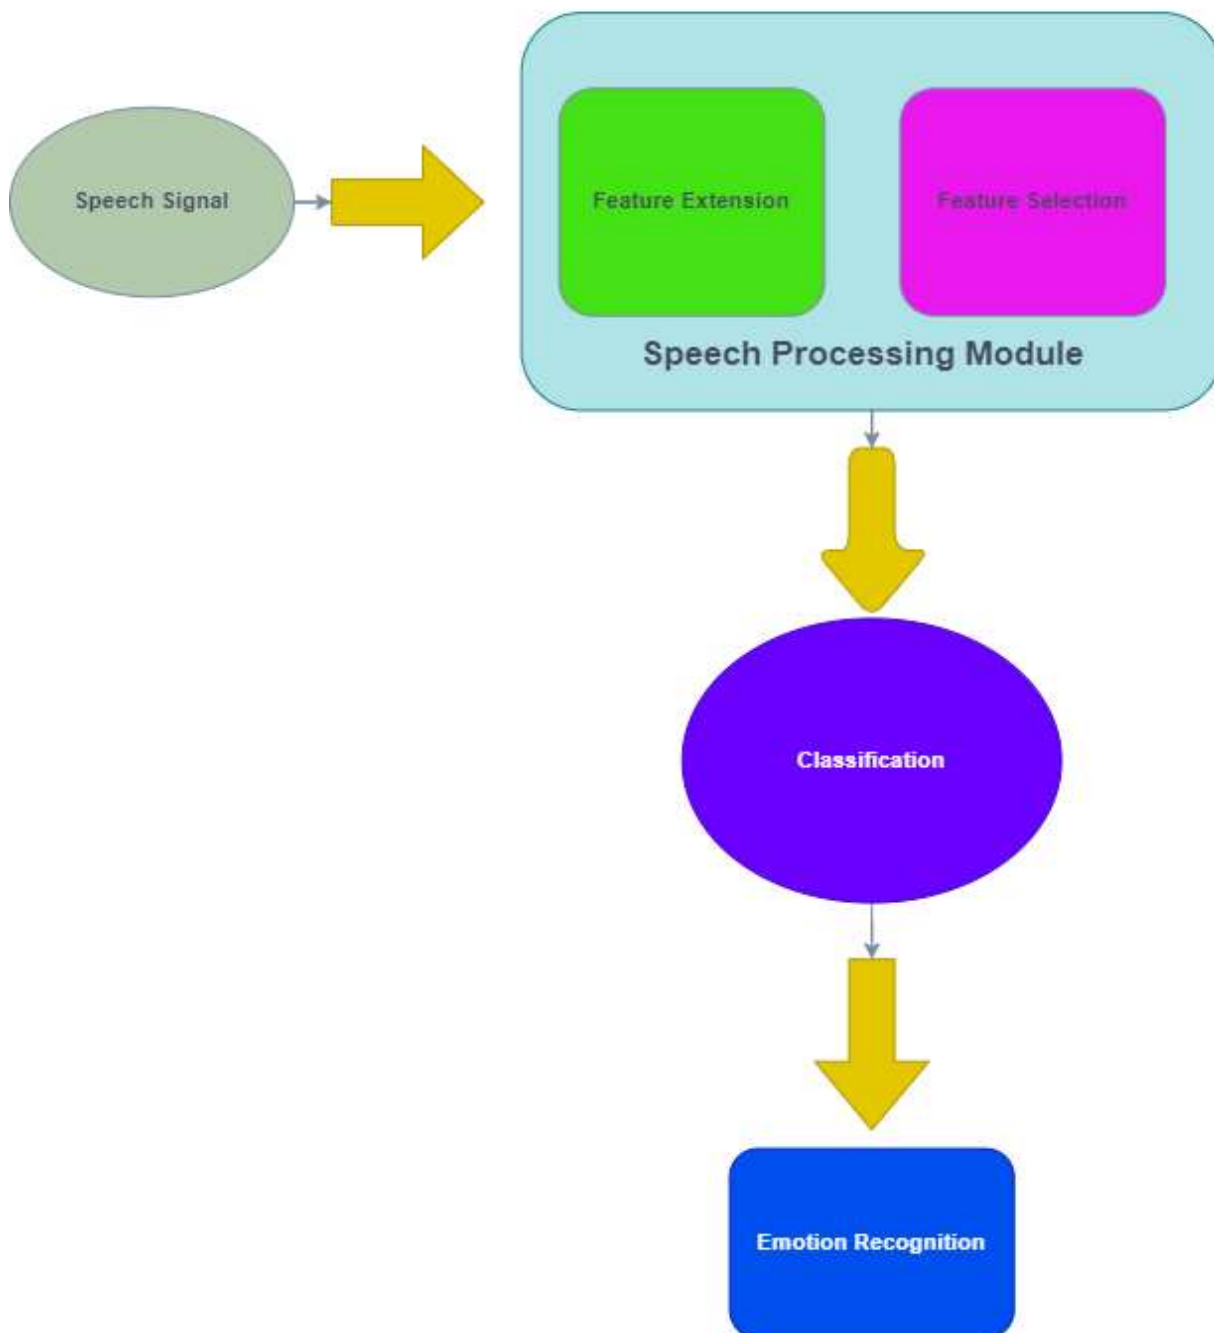 Speech Signal
Feature Extension
Feature Selection
Speech Processing Module
Classification
Emotion Recognition